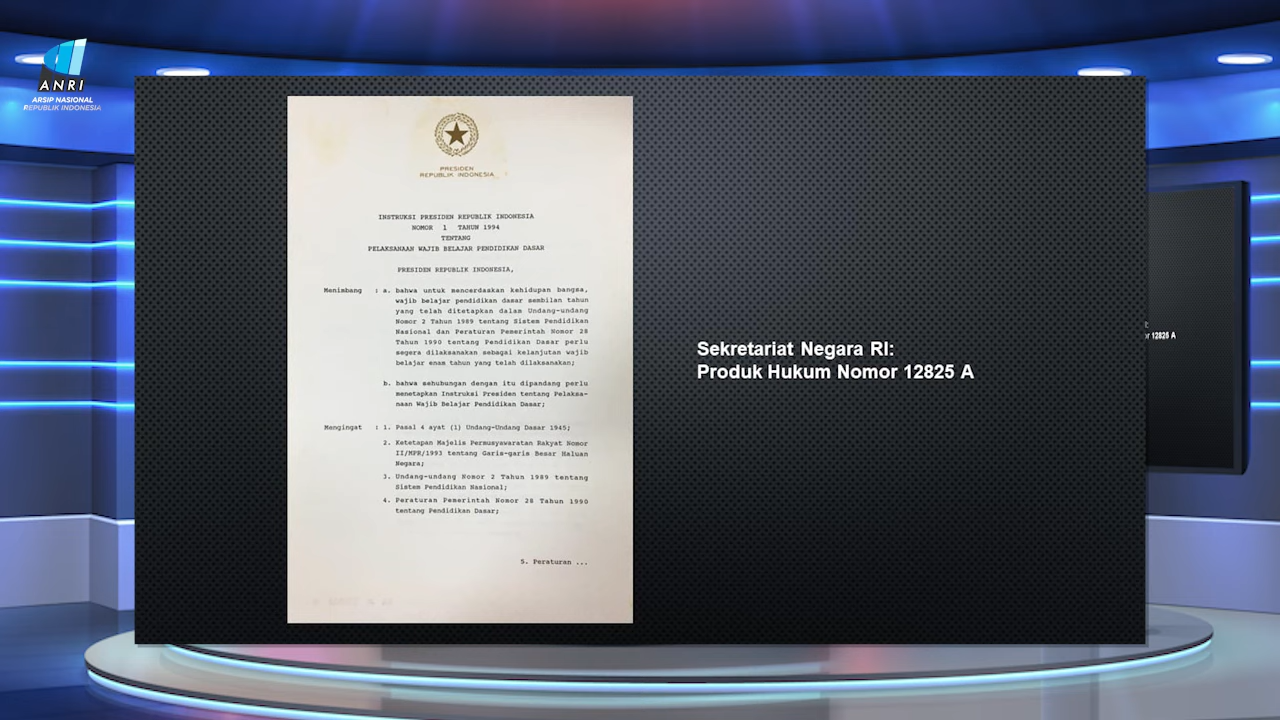 ANRI
ARSIP NASIONAL
REPUBLIK INDONESIA
PRESIDEN
REPUBLIK INDONESIA
INSTRUKSI PRESIDEN REPUBLIK INDONESIA
NOMOR 1 TAHUN 1994
TENTANG
PELAKSANAAN WAJIB BELAJAR PENDIDIKAN DASAR
PRESIDEN REPUBLIK INDONESIA,
Menimbang : a. bahwa untuk mencerdaskan kehidupan bangsa,
wajib belajar pendidikan dasar sembilan tahun
yang telah ditetapkan dalam Undang-undang
Nomor 2 Tahun 1989 tentang Sistem Pendidikan
Nasional dan Peraturan Pemerintah Nomor 28
Tahun 1990 tentang Pendidikan Dasar perlu
segera dilaksanakan sebagai kelanjutan wajib
belajar enam tahun yang telah dilaksanakan;
b. bahwa sehubungan dengan itu dipandang perlu
menetapkan Instruksi Presiden tentang Pelaksa-
naan Wajib Belajar Pendidikan Dasar;
Mengingat : 1. Pasal 4 ayat (1) Undang-Undang Dasar 1945;
2. Ketetapan Majelis Permusyawaratan Rakyat Nomor
II/MPR/1993 tentang Garis-garis Besar Haluan
Negara;
3. Undang-undang Nomor 2 Tahun 1989 tentang
Sistem Pendidikan Nasional;
4. Peraturan Pemerintah Nomor 28 Tahun 1990
tentang Pendidikan Dasar;
5. Peraturan ...
Sekretariat Negara RI:
Produk Hukum Nomor 12825 A
12825 A